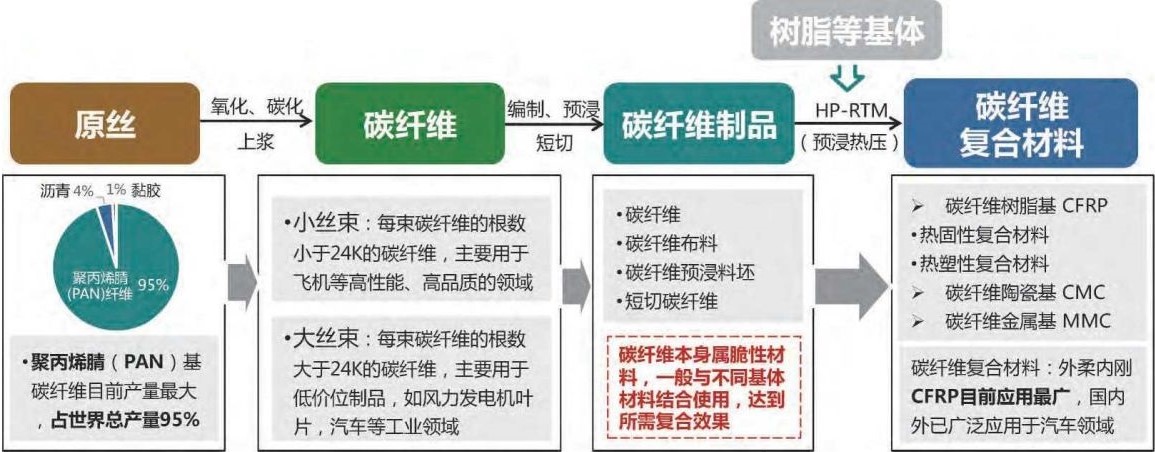 树脂等基体
原丝
氧化、碳化
上浆
碳纤维
编制、预浸
短切
碳纤维制品
HP-RTM
（预浸热压）
碳纤维
复合材料
沥青 4% 1% 黏胶
聚丙烯腈
(PAN)纤维 95%
•聚丙烯腈（PAN）基
碳纤维目前产量最大
，占世界总产量95%
•小丝束：每束碳纤维的根数
小于24K的碳纤维，主要用于
飞机等高性能、高品质的领域
•大丝束：每束碳纤维的根数
大于24K的碳纤维，主要用于
低价位制品，如风力发电机叶
片，汽车等工业领域
•碳纤维
•碳纤维布料
•碳纤维预浸料坯
•短切碳纤维
碳纤维本身属脆性材
料，一般与不同基体
材料结合使用，达到
所需复合效果
➢ 碳纤维树脂基 CFRP
•热固性复合材料
•热塑性复合材料
➢ 碳纤维陶瓷基 CMC
➢ 碳纤维金属基 MMC
碳纤维复合材料：外柔内刚
CFRP目前应用最广，国内
外已广泛应用于汽车领域